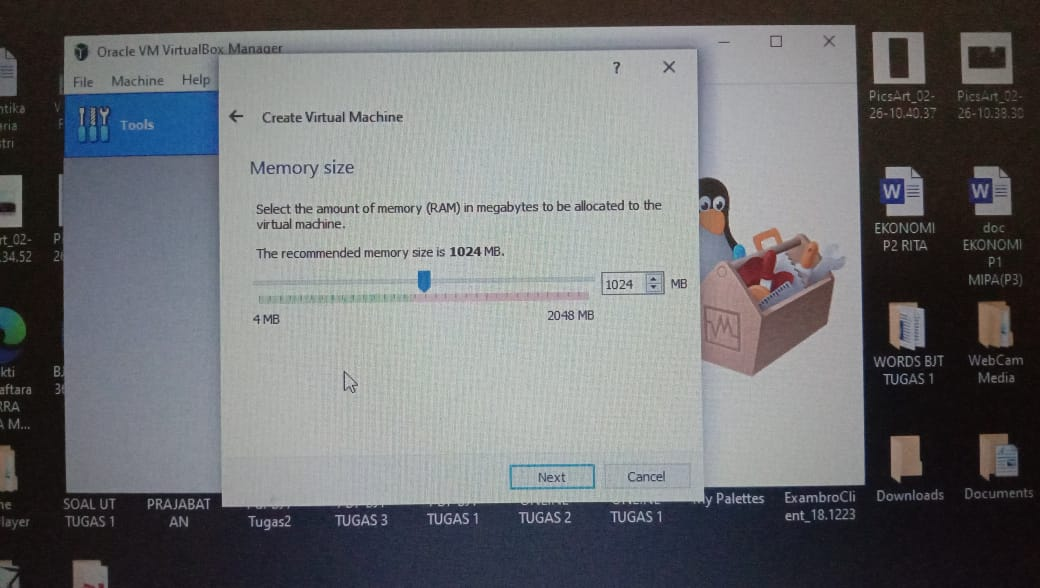 Oracle VM VirtualBox Manager
File Machine Help
Tools
?
Create Virtual Machine
Memory size
Select the amount of memory (RAM) in megabytes to be allocated to the
virtual machine.
The recommended memory size is 1024 MB.
1024 MB
4 MB
2048 MB
Next
Cancel
PicsArt_02-
26-10.40.37
PicsArt_02-
26-10.38.30
W
EKONOMI
P2 RITA
W
doc
EKONOMI
P1
MIPA(P3)
WORDS BJT
TUGAS 1
WebCam
Media
Downloads
Documents
SOAL UT
TUGAS 1
PRAJABAT
AN
Tugas2
TUGAS 3
TUGAS 1
TUGAS 2
TUGAS 1
My Palettes
ExambroCli
ent_18.1223